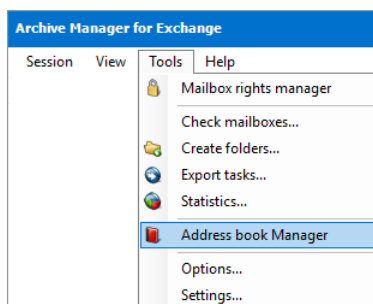 Archive Manager for Exchange
Session View Tools Help
Mailbox rights manager
Check mailboxes...
Create folders...
Export tasks...
Statistics...
Address book Manager
Options...
Settings...